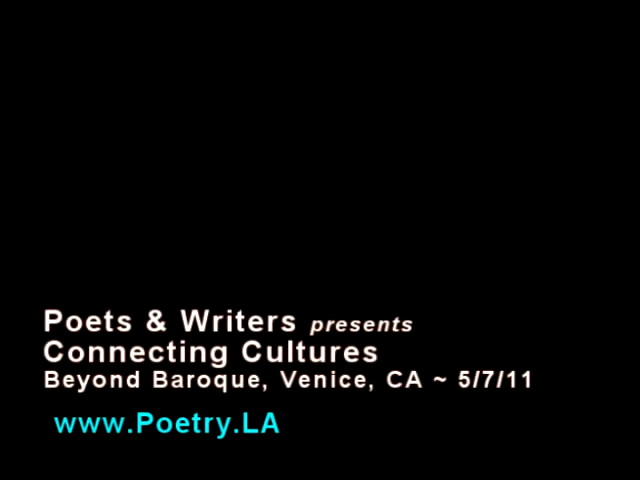 Poets & Writers presents
Connecting Cultures
Beyond Baroque, Venice, CA ~ 5/7/11
www.Poetry.LA